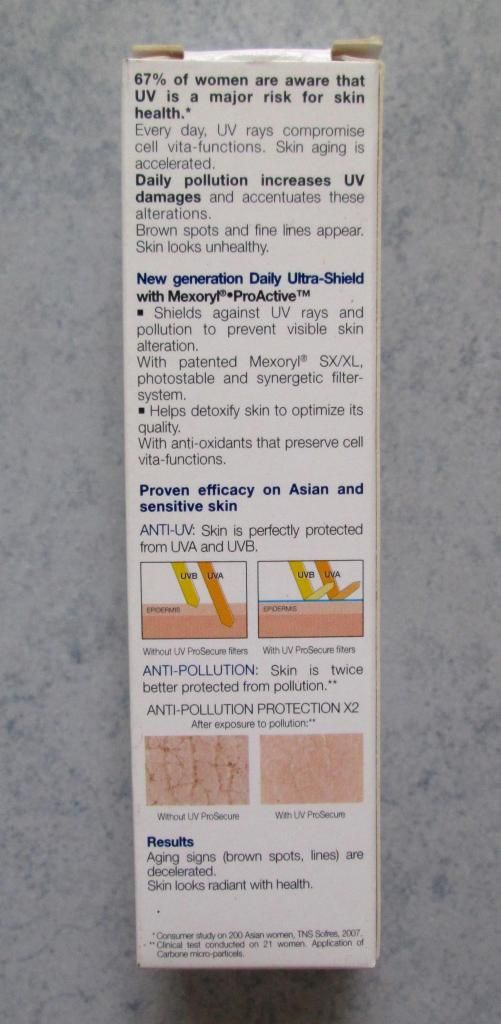 67% of women are aware that
UV is a major risk for skin
health.*
Every day, UV rays compromise
cell vita-functions. Skin aging is
accelerated.
Daily pollution increases UV
damages and accentuates these
alterations.
Brown spots and fine lines appear.
Skin looks unhealthy.
New generation Daily Ultra-Shield
with Mexoryl®•ProActive™
■ Shields against UV rays and
pollution to prevent visible skin
alteration.
With patented Mexoryl® SX/XL,
photostable and synergetic filter-
system.
■ Helps detoxify skin to optimize its
quality.
With anti-oxidants that preserve cell
vita-functions.
Proven efficacy on Asian and
sensitive skin
ANTI-UV: Skin is perfectly protected
from UVA and UVB.
UVB UVA
EPIDERMIS
Without UV ProSecure filters
UVB UVA
EPIDERMIS
With UV ProSecure filters
ANTI-POLLUTION: Skin is twice
better protected from pollution.**
ANTI-POLLUTION PROTECTION X2
After exposure to pollution:**
Without UV ProSecure
With UV ProSecure
Results
Aging signs (brown spots, lines) are
decelerated.
Skin looks radiant with health.
*Consumer study on 200 Asian women, TNS Sofres, 2007.
**Clinical test conducted on 21 women. Application of
Carbone micro-particels.